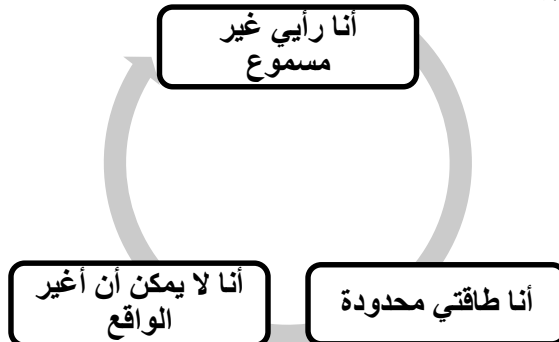 أنا رأيي غير
مسموع
أنا طاقتي محدودة
أنا لا يمكن أن أغير
الواقع